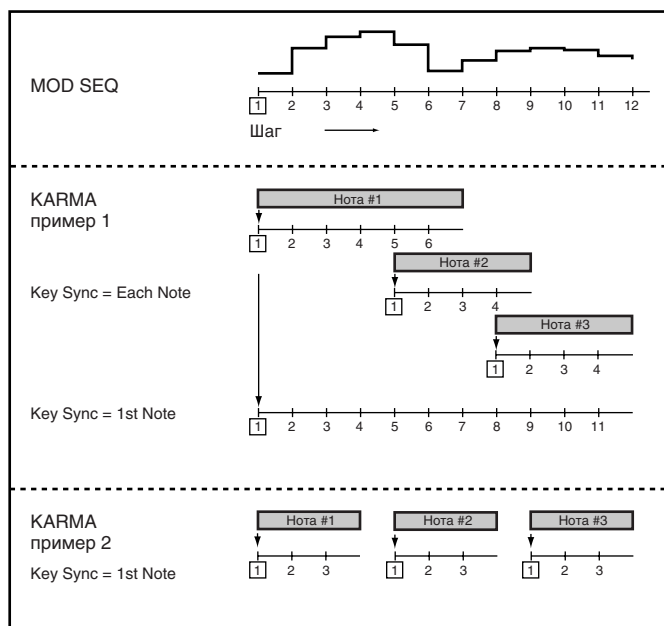 MOD SEQ
1 2 3 4 5 6 7 8 9 10 11 12
Шаг
KARMA
пример 1
Нота #1
1 2 3 4 5 6
Key Sync = Each Note
Нота #2
1 2 3 4
Нота #3
1 2 3 4
Key Sync = 1st Note
1 2 3 4 5 6 7 8 9 10 11
KARMA
пример 2
Нота #1 Нота #2 Нота #3
Key Sync = 1st Note
1 2 3 1 2 3 1 2 3